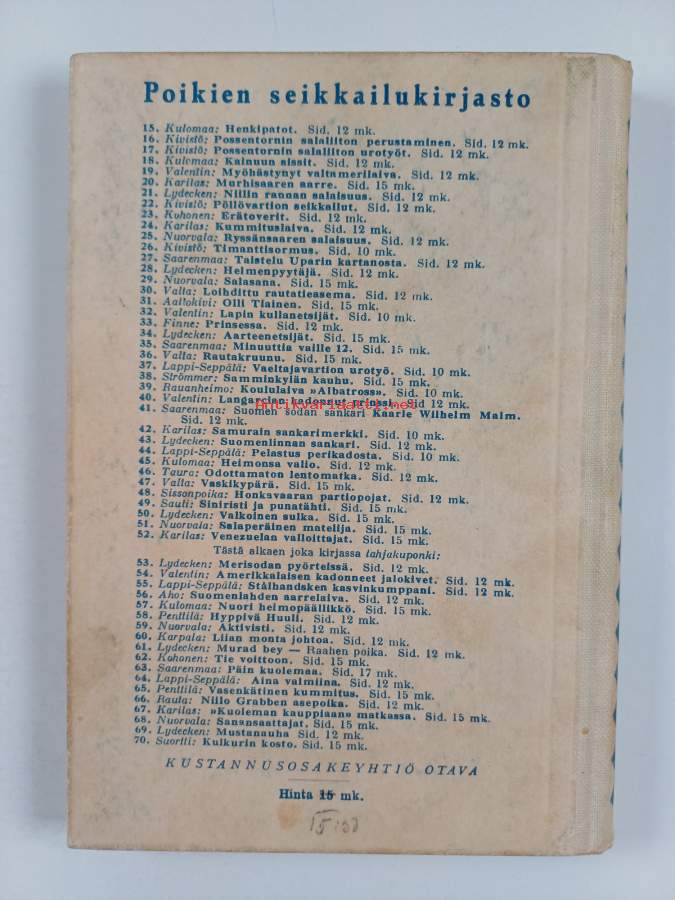 Poikien seikkailukirjasto
15. Kulomaa: Henkipatot. Sid. 12 mk.
16. Kivistö: Possentornin salaliiton perustaminen. Sid. 12 mk.
17. Kivistö: Possentornin salaliiton urotyöt. Sid. 12 mk.
18. Kulomaa: Kainuun sissit. Sid. 12 mk.
19. Valentin: Myöhästynyt valtamerilaiva. Sid. 12 mk.
20. Karilas: Murhisaaren aarre. Sid. 15 mk.
21. Lydecken: Niilin rannan salaisuus. Sid. 12 mk.
22. Kivistö: Pöllövartion seikkailut. Sid. 12 mk.
23. Kohonen: Erätoverit. Sid. 12 mk.
24. Karilas: Kummituslaiva. Sid. 12 mk.
25. Nuorvala: Ryssänsaaren salaisuus. Sid. 12 mk.
26. Kivistö: Timanttisormus. Sid. 10 mk.
27. Saarenmaa: Taistelu Uparin kartanosta. Sid. 12 mk.
28. Lydecken: Helmenpyytäjä. Sid. 12 mk.
29. Nuorvala: Salasana. Sid. 15 mk.
30. Valta: Loihdittu rautatieasema. Sid. 12 mk.
31. Aaltokivi: Olli Tiainen. Sid. 15 mk.
32. Valentin: Lapin kullanetsijät. Sid. 10 mk.
33. Finne: Prinsessa. Sid. 12 mk.
34. Lydecken: Aarteenetsijät. Sid. 15 mk.
35. Saarenmaa: Minuuttia vaille 12. Sid. 15 mk.
36. Valta: Rautakruunu. Sid. 15 mk.
37. Lappi-Seppälä: Vaeltajavartion urotyö. Sid. 10 mk.
38. Strömmer: Samminkylän kauhu. Sid. 15 mk.
39. Rauanheimo: Koululaiva »Albatross». Sid. 10 mk.
40. Valentin: Langarcian kadonnut prinssi. Sid 12 mk.
41. Saarenmaa: Suomen sodan sankari Kaarle Wilhelm Malm.
Sid. 12 mk.
antikvariaatti.net
42. Karilas: Samurain sankarimerkki. Sid. 10 mk.
43. Lydecken: Suomenlinnan sankari. Sid. 12 mk.
44. Lappi-Seppälä: Pelastus perikadosta. Sid. 10 mk.
45. Kulomaa: Heimonsa valio. Sid. 12 mk.
46. Taura: Odottamaton lentomatka. Sid. 12 mk.
47. Valla: Vaskikypärä. Sid. 15 mk.
48. Sissonpoika: Honkavaaran partiopojat. Sid. 12 mk.
49. Sauli: Siniristi ja punatähti. Sid. 15 mk.
50. Lydecken: Valkoinen sulka. Sid. 15 mk.
51. Nuorvala: Salaperäinen matelija. Sid. 15 mk.
52. Karilas: Venezuelan valloittajat. Sid. 15 mk.
Tästä alkaen joka kirjassa lahjakuponki:
53. Lydecken: Merisodan pyörteissä. Sid. 12 mk.
54. Valentin: Amerikkalaisen kadonneet jalokivet. Sid. 12 mk.
55. Lappi-Seppälä: Stålhandsken kasvinkumppani. Sid. 12 mk.
56. Aho: Suomenlahden aarrelaiva. Sid. 12 mk.
57. Kulomaa: Nuori heimopäällikkö. Sid. 15 mk.
58. Penttilä: Hyppivä Huuli. Sid. 12 mk.
59. Nuorvala: Aktivisti. Sid. 12 mk.
60. Karpala: Liian monta johtoa. Sid. 12 mk.
61. Lydecken: Murad bey — Raahen poika. Sid. 12 mk.
62. Kohonen: Tie voittoon. Sid. 15 mk.
63. Saarenmaa: Päin kuolemaa. Sid. 17 mk.
64. Lappi-Seppälä: Aina valmiina. Sid. 12 mk.
65. Penttilä: Vasenkätinen kummitus. Sid. 15 mk.
66. Raula: Niilo Grabben asepoika. Sid. 12 mk.
67. Karilas: »Kuoleman kauppiaan» matkassa. Sid. 15 mk.
68. Nuorvala: Sanansaattajat. Sid. 15 mk.
69. Lydecken: Mustanauha Sid. 12 mk.
70. Suortti: Kulkurin kosto. Sid. 15 mk.
KUSTANNUSOSAKEYHTIÖ OTAVA
Hinta 15 mk.